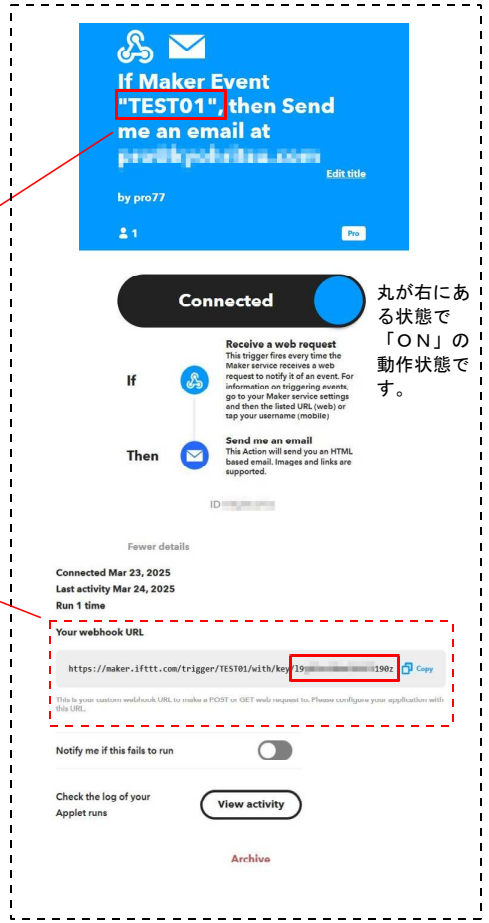 If Maker Event
"TEST01", then Send
me an email at
Edit title
by pro77
1
Pro
Connected
丸が右にあ
る状態で
「ＯＮ」の
動作状態で
す。
If
Receive a web request
This trigger fires every time the
Maker service receives a web
request to notify it of an event. For
information on triggering events,
go to your Maker service settings
and then the listed URL (web) or
tap your username (mobile)
Then
Send me an email
This Action will send you an HTML
based email. Images and links are
supported.
ID
Fewer details
Connected Mar 23, 2025
Last activity Mar 24, 2025
Run 1 time
Your webhook URL
https://maker.ifttt.com/trigger/TEST01/with/key/l9 190z Copy
This is your custom webhook URL to make a POST or GET web request to. Please configure your application with
this URL.
Notify me if this fails to run
Check the log of your
Applet runs
View activity
Archive